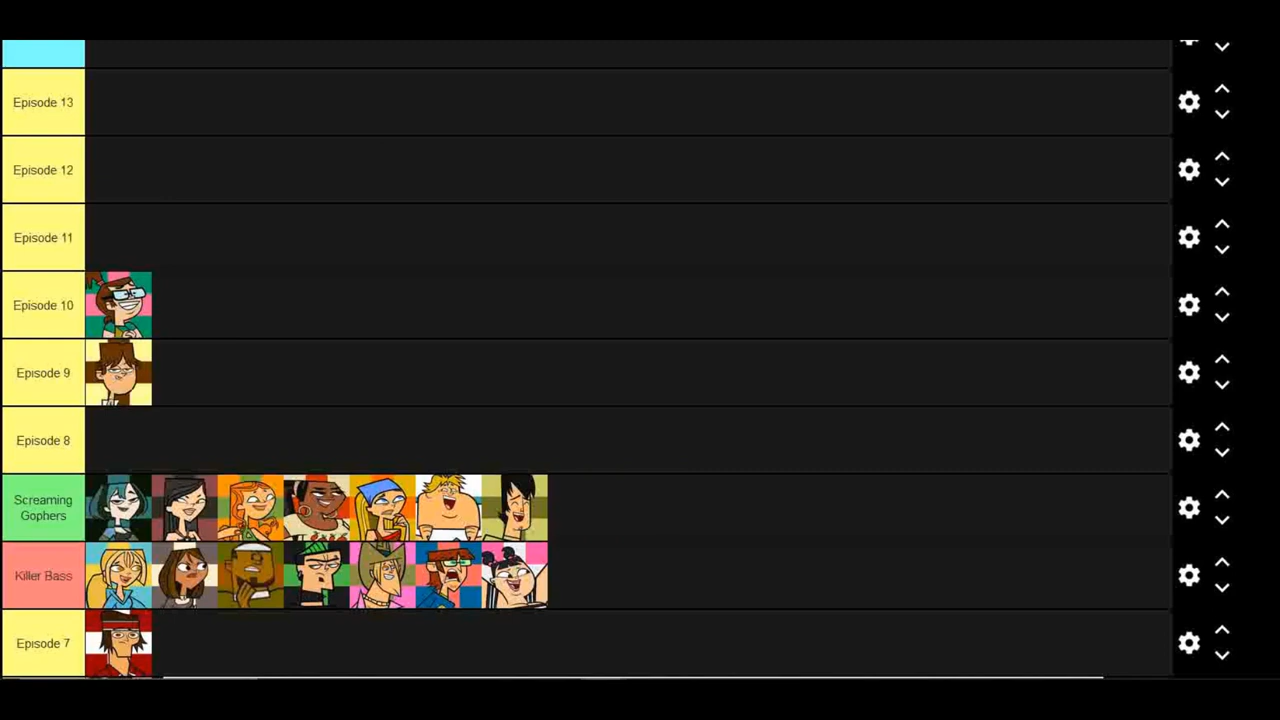 Episode 13
Episode 12
Episode 11
Episode 10
Episode 9
Episode 8
Screaming
Gophers
Killer Bass
Episode 7